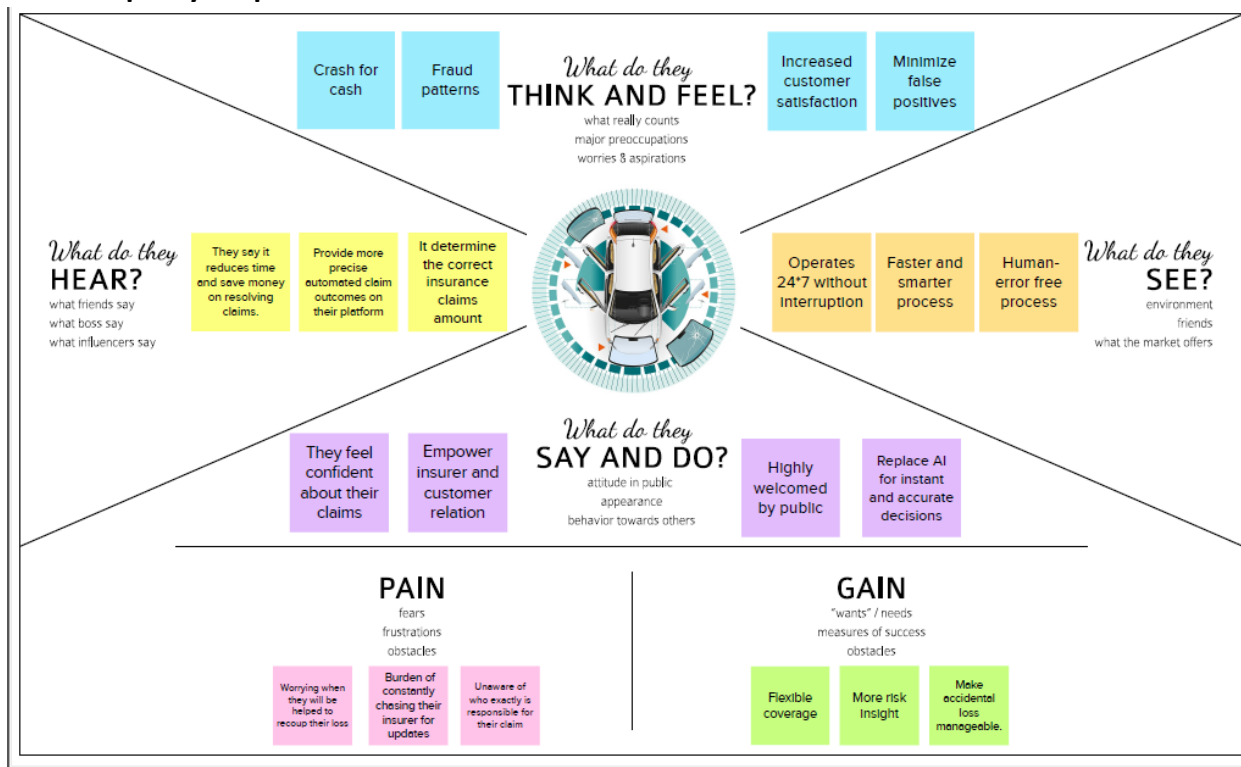 Crash for
cash
Fraud
patterns
What do they
THINK AND FEEL?
what really counts
major preoccupations
worries & aspirations
Increased
customer
satisfaction
Minimize
false
positives
What do they
HEAR?
what friends say
what boss say
what influencers say
They say it
reduces time
and save money
on resolving
claims.
Provide more
precise
automated claim
outcomes on
their platform
It determine
the correct
insurance
claims
amount
Operates
24*7 without
interruption
Faster and
smarter
process
Human-
error free
process
What do they
SEE?
environment
friends
what the market offers
They feel
confident
about their
claims
Empower
insurer and
customer
relation
What do they
SAY AND DO?
attitude in public
appearance
behavior towards others
Highly
welcomed
by public
Replace AI
for instant
and accurate
decisions
PAIN
fears
frustrations
obstacles
Worrying when
they will be
helped to
recoup their loss
Burden of
constantly
chasing their
insurer for
updates
Unaware of
who exactly is
responsible for
their claim
GAIN
"wants" / needs
measures of success
obstacles
Flexible
coverage
More risk
insight
Make
accidental
loss
manageable.